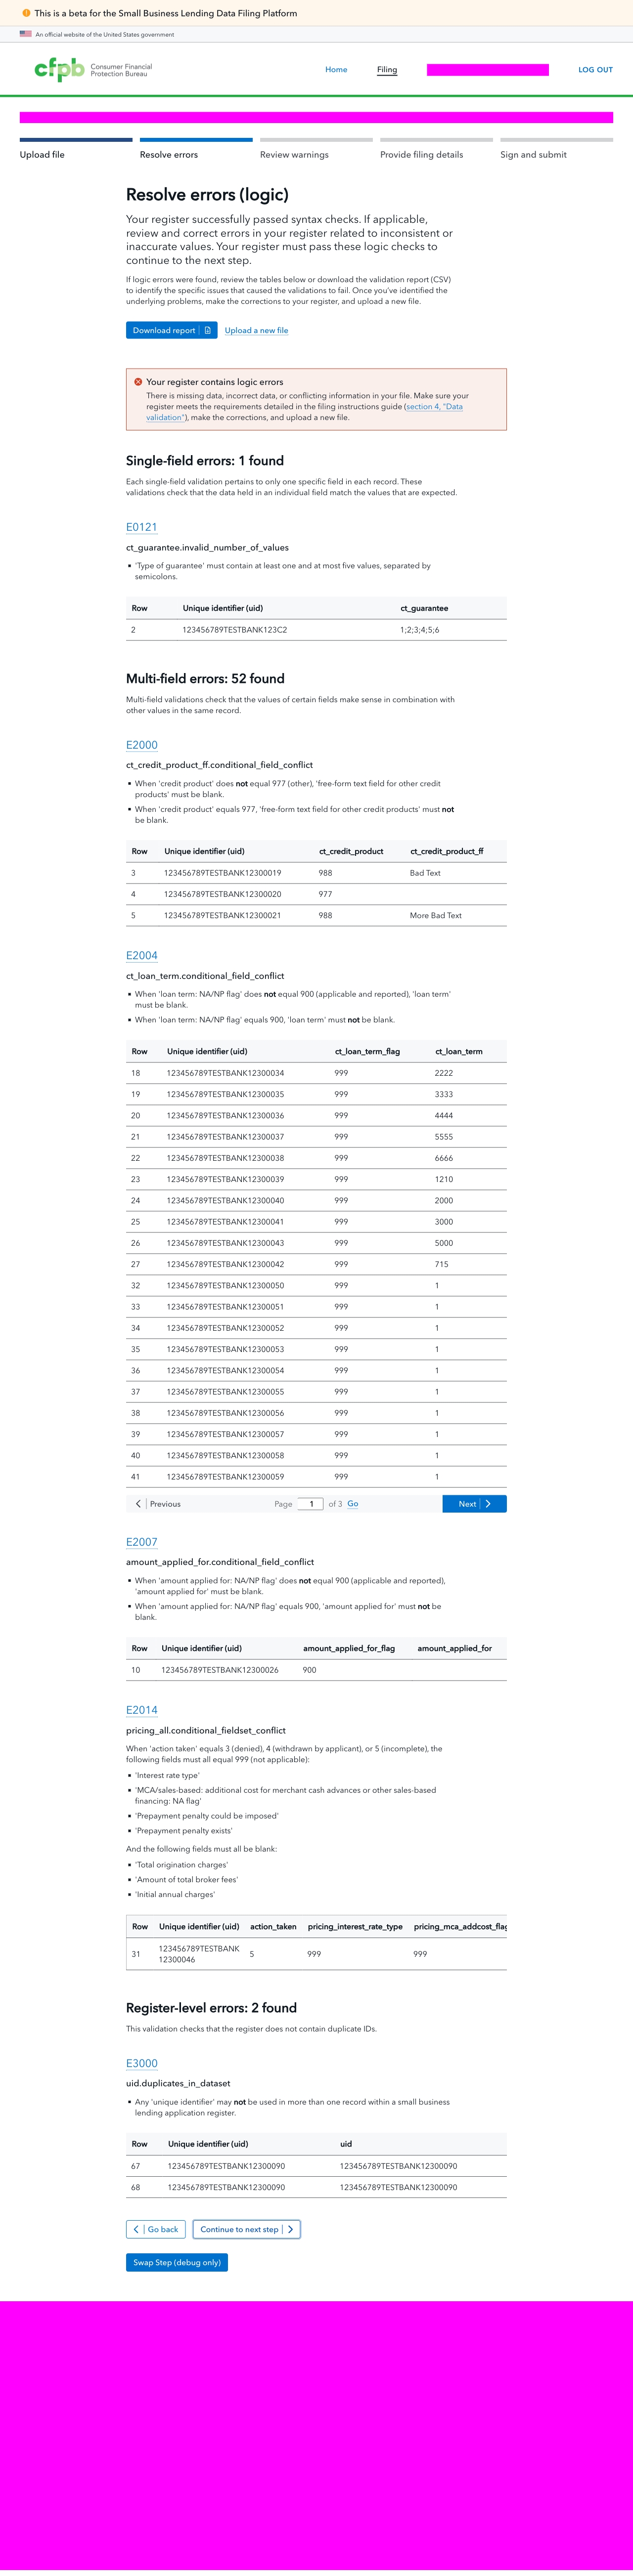 This is a beta for the Small Business Lending Data Filing Platform
An official website of the United States government
cfpb Consumer Financial
Protection Bureau
Home Filing LOG OUT
Upload file Resolve errors Review warnings Provide filing details Sign and submit
Resolve errors (logic)
Your register successfully passed syntax checks. If applicable,
review and correct errors in your register related to inconsistent or
inaccurate values. Your register must pass these logic checks to
continue to the next step.
If logic errors were found, review the tables below or download the validation report (CSV)
to identify the specific issues that caused the validations to fail. Once you've identified the
underlying problems, make the corrections to your register, and upload a new file.
Download report Upload a new file
Your register contains logic errors
There is missing data, incorrect data, or conflicting information in your file. Make sure your
register meets the requirements detailed in the filing instructions guide (section 4, "Data
validation"), make the corrections, and upload a new file.
Single-field errors: 1 found
Each single-field validation pertains to only one specific field in each record. These
validations check that the data held in an individual field match the values that are expected.
E0121
ct_guarantee.invalid_number_of_values
'Type of guarantee' must contain at least one and at most five values, separated by
semicolons.
Row Unique identifier (uid) ct_guarantee
2 123456789TESTBANK123C2 1;2;3;4;5;6
Multi-field errors: 52 found
Multi-field validations check that the values of certain fields make sense in combination with
other values in the same record.
E2000
ct_credit_product_ff.conditional_field_conflict
When 'credit product' does not equal 977 (other), 'free-form text field for other credit
products' must be blank.
When 'credit product' equals 977, 'free-form text field for other credit products' must not
be blank.
Row Unique identifier (uid) ct_credit_product ct_credit_product_ff
3 123456789TESTBANK12300019 988 Bad Text
4 123456789TESTBANK12300020 977
5 123456789TESTBANK12300021 988 More Bad Text
E2004
ct_loan_term.conditional_field_conflict
When 'loan term: NA/NP flag' does not equal 900 (applicable and reported), 'loan term'
must be blank.
When 'loan term: NA/NP flag' equals 900, 'loan term' must not be blank.
Row Unique identifier (uid) ct_loan_term_flag ct_loan_term
18 123456789TESTBANK12300034 999 2222
19 123456789TESTBANK12300035 999 3333
20 123456789TESTBANK12300036 999 4444
21 123456789TESTBANK12300037 999 5555
22 123456789TESTBANK12300038 999 6666
23 123456789TESTBANK12300039 999 1210
24 123456789TESTBANK12300040 999 2000
25 123456789TESTBANK12300041 999 3000
26 123456789TESTBANK12300043 999 5000
27 123456789TESTBANK12300042 999 715
32 123456789TESTBANK12300050 999 1
33 123456789TESTBANK12300051 999 1
34 123456789TESTBANK12300052 999 1
35 123456789TESTBANK12300053 999 1
36 123456789TESTBANK12300054 999 1
37 123456789TESTBANK12300055 999 1
38 123456789TESTBANK12300056 999 1
39 123456789TESTBANK12300057 999 1
40 123456789TESTBANK12300058 999 1
41 123456789TESTBANK12300059 999 1
Previous Page 1 of 3 Go Next
E2007
amount_applied_for.conditional_field_conflict
When 'amount applied for: NA/NP flag' does not equal 900 (applicable and reported),
'amount applied for' must be blank.
When 'amount applied for: NA/NP flag' equals 900, 'amount applied for' must not be
blank.
Row Unique identifier (uid) amount_applied_for_flag amount_applied_for
10 123456789TESTBANK12300026 900
E2014
pricing_all.conditional_fieldset_conflict
When 'action taken' equals 3 (denied), 4 (withdrawn by applicant), or 5 (incomplete), the
following fields must all equal 999 (not applicable):
'Interest rate type'
'MCA/sales-based: additional cost for merchant cash advances or other sales-based
financing: NA flag'
'Prepayment penalty could be imposed'
'Prepayment penalty exists'
And the following fields must all be blank:
'Total origination charges'
'Amount of total broker fees'
'Initial annual charges'
Row Unique identifier (uid) action_taken pricing_interest_rate_type pricing_mca_addcost_flag
31 123456789TESTBANK
12300046 5 999 999
Register-level errors: 2 found
This validation checks that the register does not contain duplicate IDs.
E3000
uid.duplicates_in_dataset
Any 'unique identifier' may not be used in more than one record within a small business
lending application register.
Row Unique identifier (uid) uid
67 123456789TESTBANK12300090 123456789TESTBANK12300090
68 123456789TESTBANK12300090 123456789TESTBANK12300090
Go back Continue to next step
Swap Step (debug only)